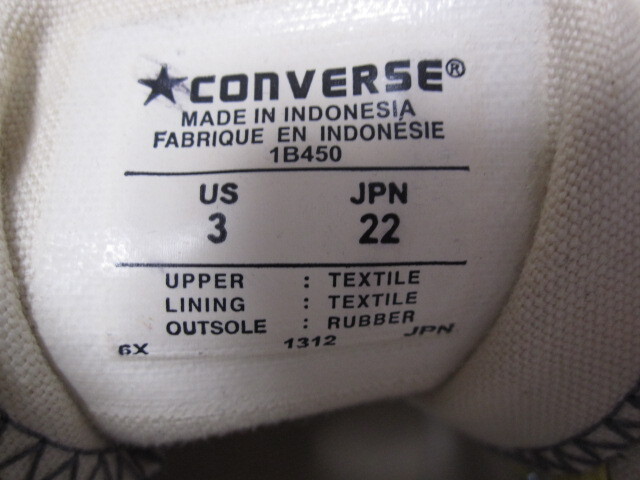 ★CONVERSE®
MADE IN INDONESIA
FABRIQUE EN INDONÉSIE
1B450
US JPN
3 22
UPPER : TEXTILE
LINING : TEXTILE
OUTSOLE : RUBBER
6X 1312 JPN